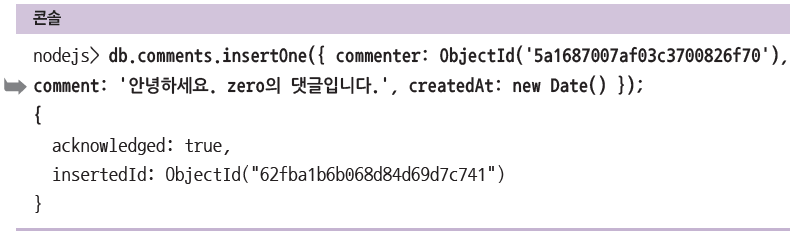 콘솔
nodejs> db.comments.insertOne({ commenter: ObjectId('5a1687007af03c3700826f70'),
comment: '안녕하세요. zero의 댓글입니다.', createdAt: new Date() });
{
  acknowledged: true,
  insertedId: ObjectId("62fba1b6b068d84d69d7c741")
}